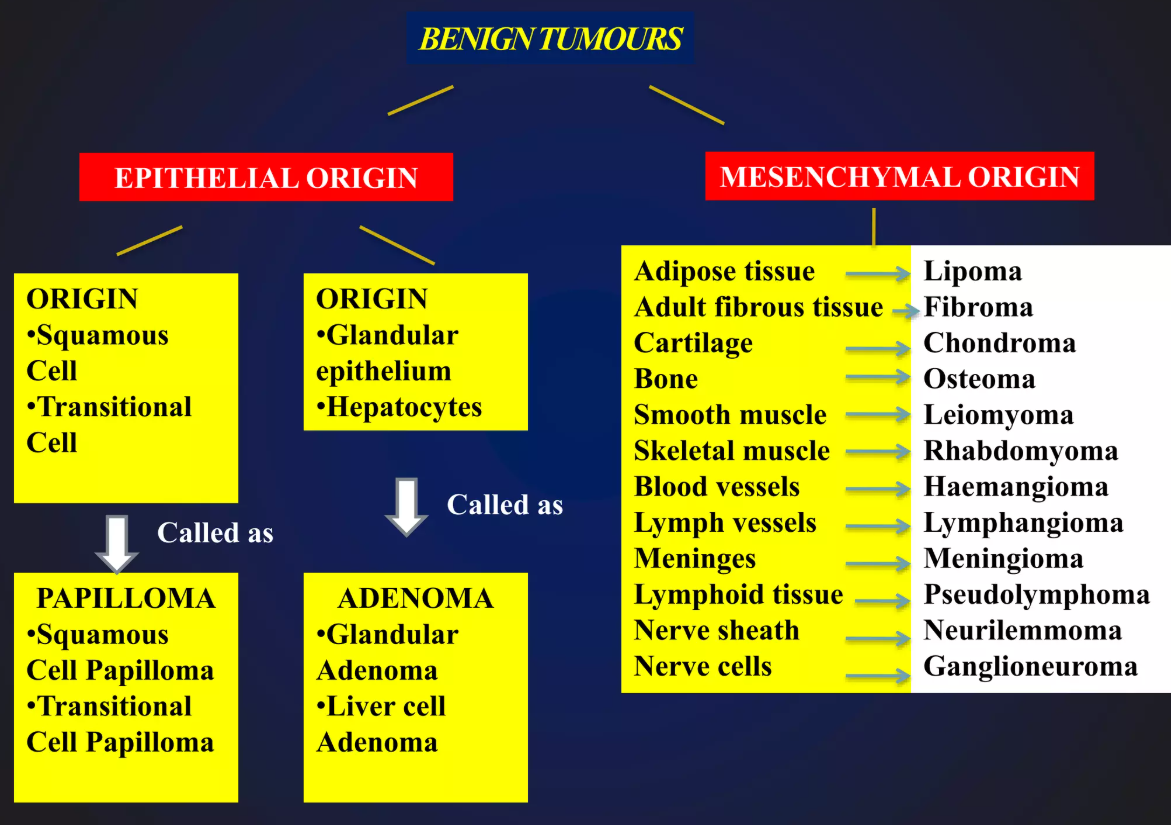 BENIGN TUMOURS
EPITHELIAL ORIGIN
MESENCHYMAL ORIGIN
ORIGIN
•Squamous
Cell
•Transitional
Cell
Called as
PAPILLOMA
•Squamous
Cell Papilloma
•Transitional
Cell Papilloma
ORIGIN
•Glandular
epithelium
•Hepatocytes
Called as
ADENOMA
•Glandular
Adenoma
•Liver cell
Adenoma
Adipose tissue → Lipoma
Adult fibrous tissue → Fibroma
Cartilage → Chondroma
Bone → Osteoma
Smooth muscle → Leiomyoma
Skeletal muscle → Rhabdomyoma
Blood vessels → Haemangioma
Lymph vessels → Lymphangioma
Meninges → Meningioma
Lymphoid tissue → Pseudolymphoma
Nerve sheath → Neurilemmoma
Nerve cells → Ganglioneuroma